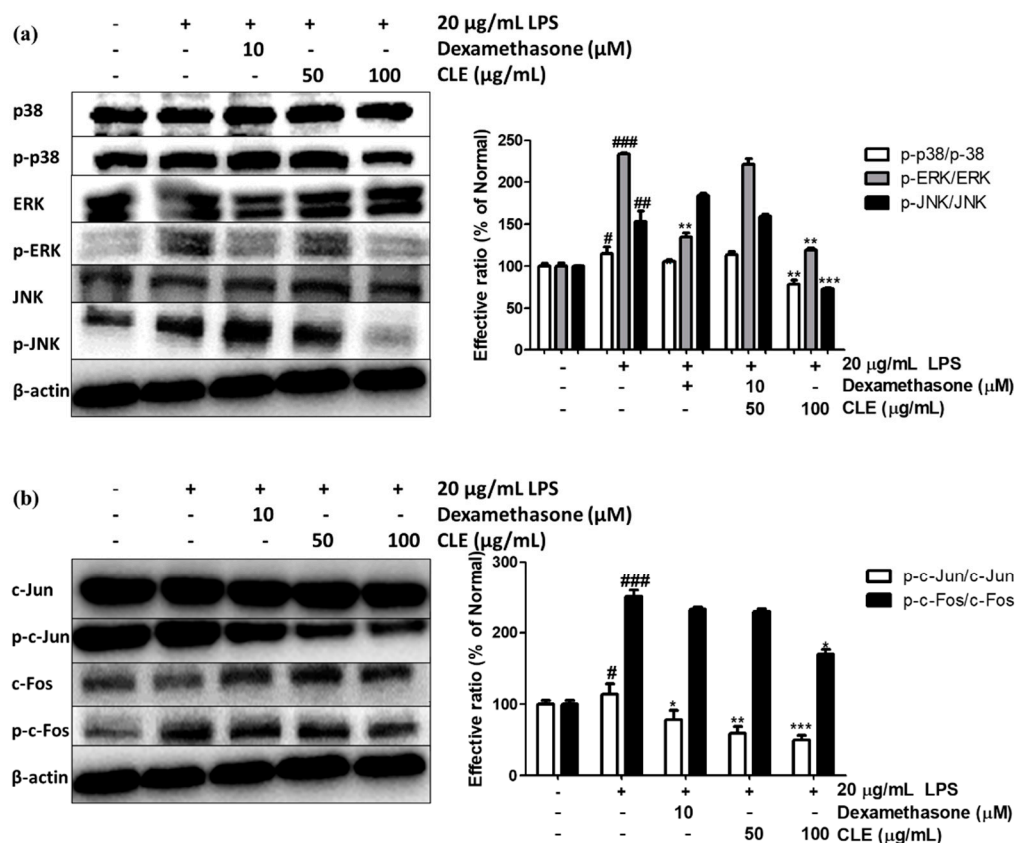 (a)
- + + + + 20 µg/mL LPS
- - 10 - - Dexamethasone (µM)
- - - 50 100 CLE (µg/mL)
p38
p-p38
ERK
p-ERK
JNK
p-JNK
β-actin
Effective ratio (% of Normal)
250
200
150
100
50
0
# ### ##
**
** ** ***
p-p38/p-38
p-ERK/ERK
p-JNK/JNK
- + + + + 20 µg/mL LPS
- - + 10 - Dexamethasone (µM)
- - - 50 100 CLE (µg/mL)
(b)
- + + + + 20 µg/mL LPS
- - 10 - - Dexamethasone (µM)
- - - 50 100 CLE (µg/mL)
c-Jun
p-c-Jun
c-Fos
p-c-Fos
β-actin
Effective ratio (% of Normal)
300
200
100
0
# ###
*
**
*** *
p-c-Jun/c-Jun
p-c-Fos/c-Fos
- + + + + 20 µg/mL LPS
- - 10 - - Dexamethasone (µM)
- - - 50 100 CLE (µg/mL)